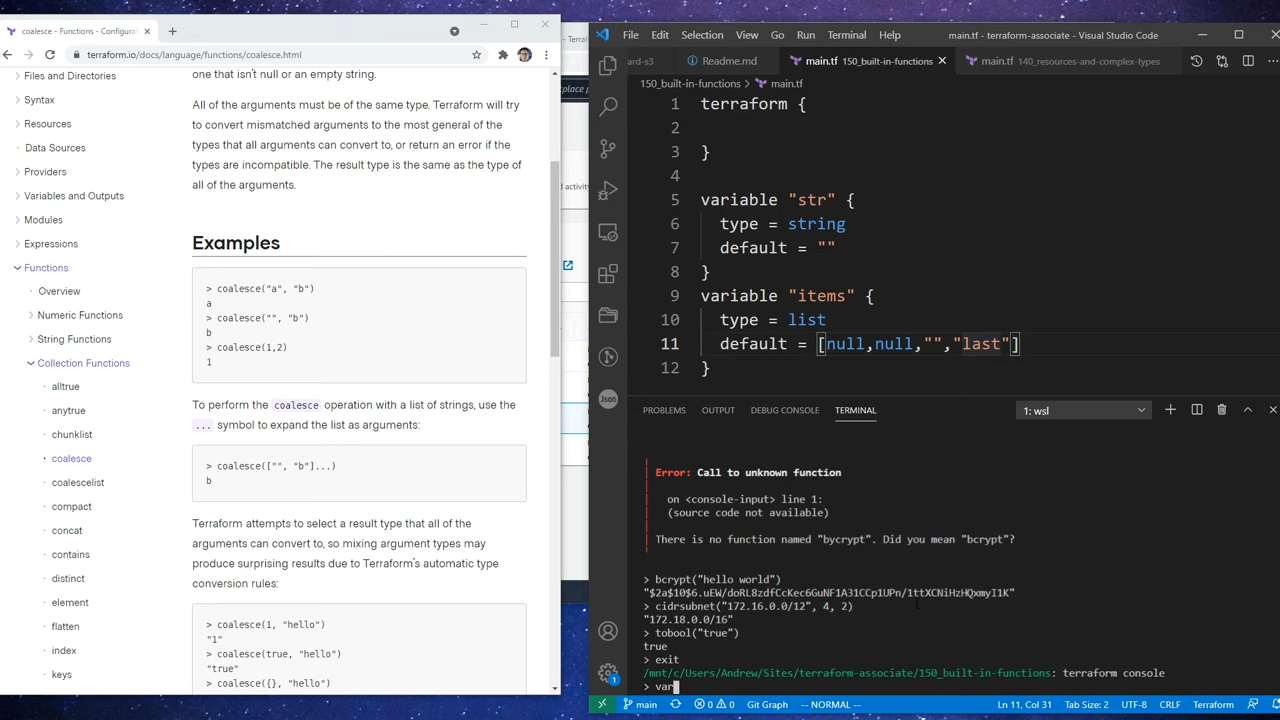 coalesce - Functions - Configura
terraform.io/docs/language/functions/coalesce.html
Files and Directories
Syntax
Resources
Data Sources
Providers
Variables and Outputs
Modules
Expressions
Functions
Overview
Numeric Functions
String Functions
Collection Functions
alltrue
anytrue
chunklist
coalesce
coalescelist
compact
concat
contains
distinct
element
flatten
index
keys
one that isn't null or an empty string.
All of the arguments must be of the same type. Terraform will try
to convert mismatched arguments to the most general of the
types that all arguments can convert to, or return an error if the
types are incompatible. The result type is the same as the type of
all of the arguments.
Examples
> coalesce("a", "b")
a
> coalesce("", "b")
b
> coalesce(1,2)
1
To perform the coalesce operation with a list of strings, use the
... symbol to expand the list as arguments:
> coalesce(["", "b"]...)
b
Terraform attempts to select a result type that all of the
arguments can convert to, so mixing argument types may
produce surprising results due to Terraform's automatic type
conversion rules:
> coalesce(1, "hello")
"1"
> coalesce(true, "hello")
"true"
> coalesce({}, "hello")
- Terraf
place p
d activity
File Edit Selection View Go Run Terminal Help
main.tf - terraform-associate - Visual Studio Code
ard-s3
Readme.md
main.tf 150_built-in-functions
main.tf 140_resources-and-complex-types
150_built-in-functions > main.tf
1 terraform {
2
3 }
4
5 variable "str" {
6 type = string
7 default = ""
8 }
9 variable "items" {
10 type = list
11 default = [null,null,"","last"]
12 }
PROBLEMS OUTPUT DEBUG CONSOLE TERMINAL
1: wsl
Error: Call to unknown function
on <console-input> line 1:
(source code not available)
There is no function named "bycrypt". Did you mean "bcrypt"?
> bcrypt("hello world")
"$2a$10$6.uEW/doRL8zdfCcKec6GuNF1A31CCp1UPn/1ttXCNiHzHQxmyI1K"
> cidrsubnet("172.16.0.0/12", 4, 2)
"172.18.0.0/16"
> tobool("true")
true
> exit
/mnt/c/Users/Andrew/Sites/terraform-associate/150_built-in-functions: terraform console
> var
Json
1
main
0 0
Git Graph
-- NORMAL --
Ln 11, Col 31
Tab Size: 2
UTF-8
CRLF
Terraform